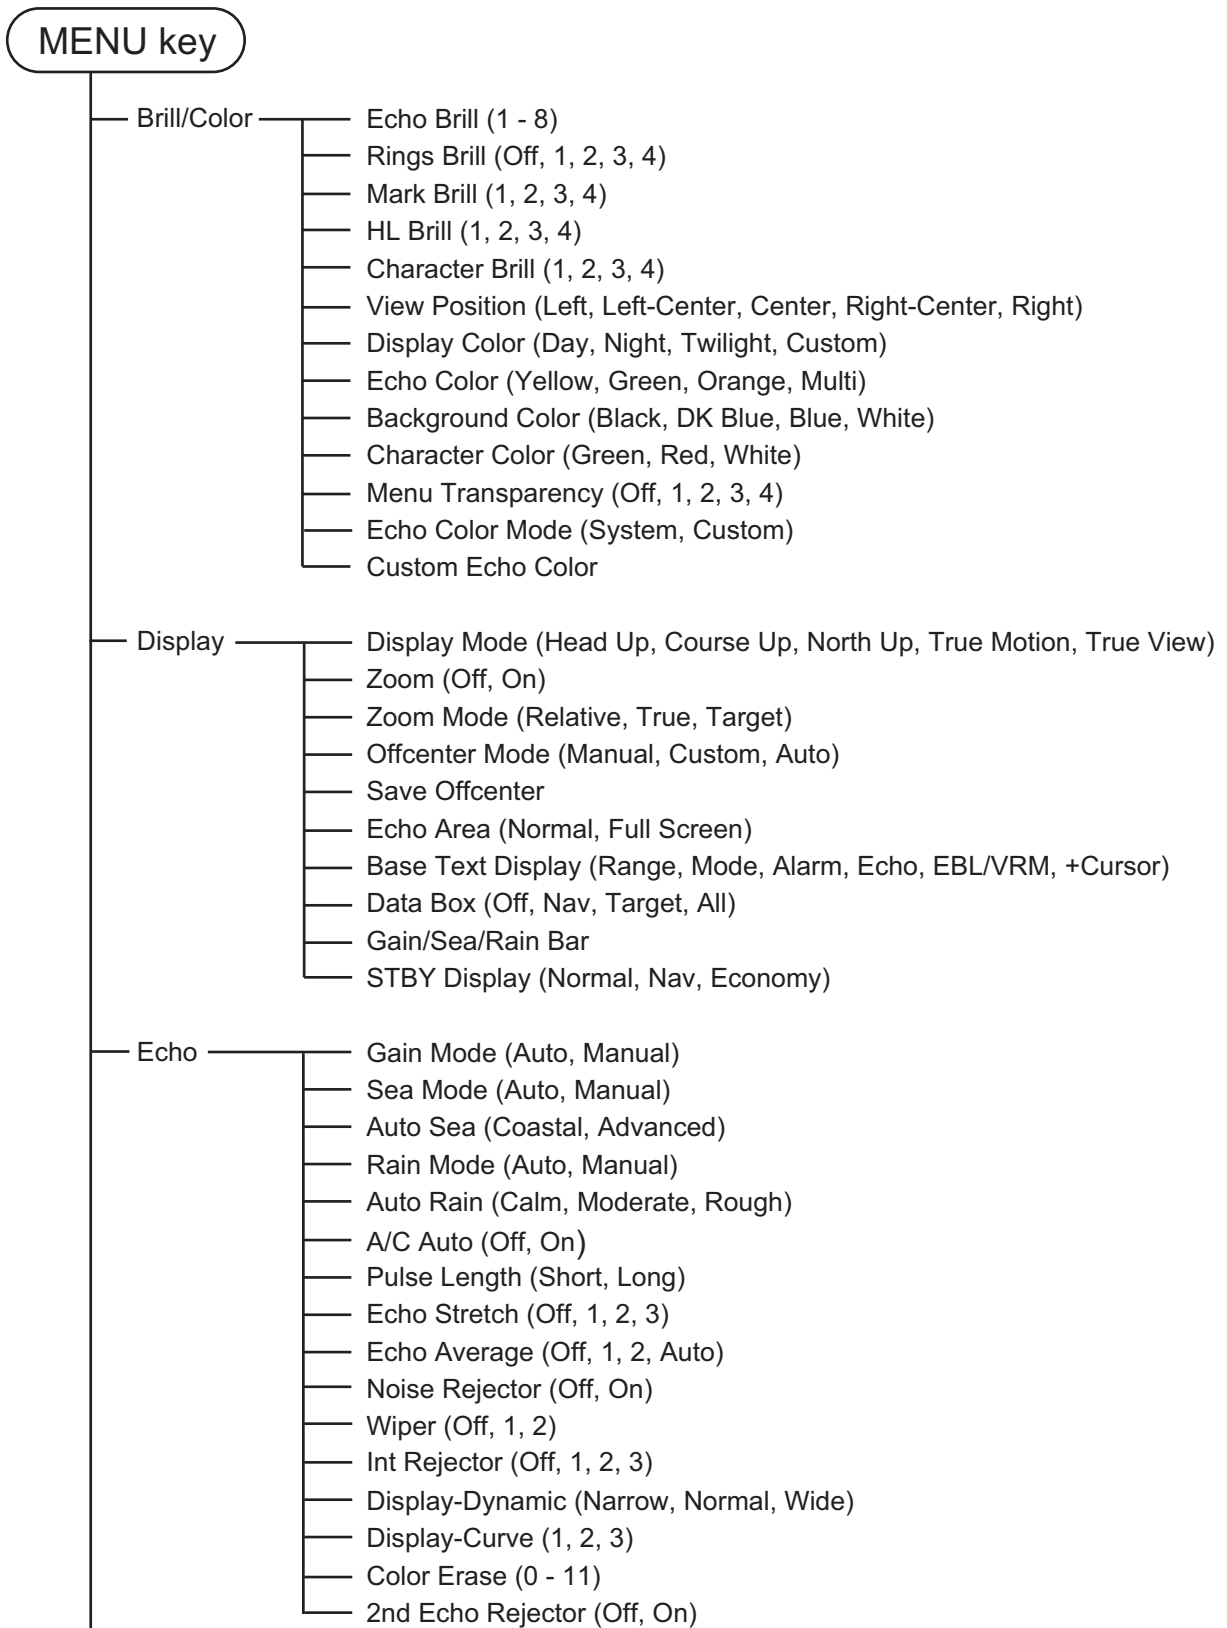 MENU key
Brill/Color
Echo Brill (1 - 8)
Rings Brill (Off, 1, 2, 3, 4)
Mark Brill (1, 2, 3, 4)
HL Brill (1, 2, 3, 4)
Character Brill (1, 2, 3, 4)
View Position (Left, Left-Center, Center, Right-Center, Right)
Display Color (Day, Night, Twilight, Custom)
Echo Color (Yellow, Green, Orange, Multi)
Background Color (Black, DK Blue, Blue, White)
Character Color (Green, Red, White)
Menu Transparency (Off, 1, 2, 3, 4)
Echo Color Mode (System, Custom)
Custom Echo Color
Display
Display Mode (Head Up, Course Up, North Up, True Motion, True View)
Zoom (Off, On)
Zoom Mode (Relative, True, Target)
Offcenter Mode (Manual, Custom, Auto)
Save Offcenter
Echo Area (Normal, Full Screen)
Base Text Display (Range, Mode, Alarm, Echo, EBL/VRM, +Cursor)
Data Box (Off, Nav, Target, All)
Gain/Sea/Rain Bar
STBY Display (Normal, Nav, Economy)
Echo
Gain Mode (Auto, Manual)
Sea Mode (Auto, Manual)
Auto Sea (Coastal, Advanced)
Rain Mode (Auto, Manual)
Auto Rain (Calm, Moderate, Rough)
A/C Auto (Off, On)
Pulse Length (Short, Long)
Echo Stretch (Off, 1, 2, 3)
Echo Average (Off, 1, 2, Auto)
Noise Rejector (Off, On)
Wiper (Off, 1, 2)
Int Rejector (Off, 1, 2, 3)
Display-Dynamic (Narrow, Normal, Wide)
Display-Curve (1, 2, 3)
Color Erase (0 - 11)
2nd Echo Rejector (Off, On)